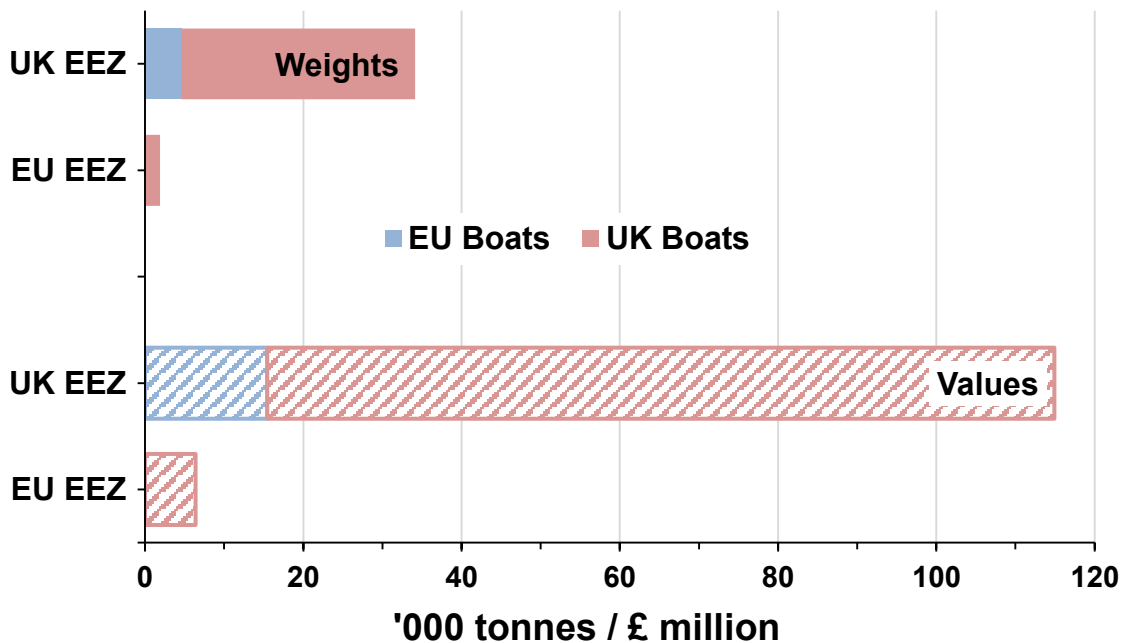 UK EEZ
Weights
EU EEZ
EU Boats UK Boats
UK EEZ
Values
EU EEZ
0 20 40 60 80 100 120
'000 tonnes / £ million